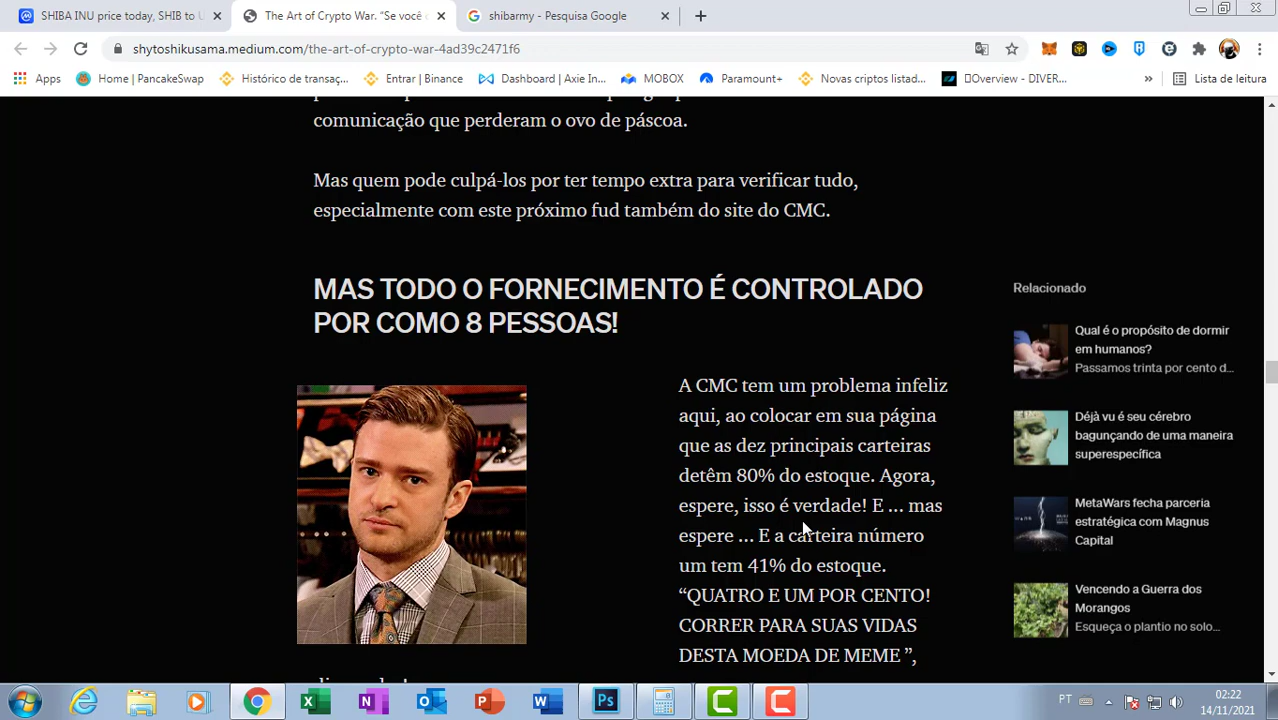 SHIBA INU price today, SHIB to U
The Art of Crypto War. “Se você
shibarmy - Pesquisa Google
shytoshikusama.medium.com/the-art-of-crypto-war-4ad39c2471f6
Apps
Home | PancakeSwap
Histórico de transaç...
Entrar | Binance
Dashboard | Axie In...
MOBOX
Paramount+
Novas criptos listad...
Overview - DIVER...
Lista de leitura
comunicação que perderam o ovo de páscoa.
Mas quem pode culpá-los por ter tempo extra para verificar tudo,
especialmente com este próximo fud também do site do CMC.
MAS TODO O FORNECIMENTO É CONTROLADO
POR COMO 8 PESSOAS!
A CMC tem um problema infeliz
aqui, ao colocar em sua página
que as dez principais carteiras
detêm 80% do estoque. Agora,
espere, isso é verdade! E ... mas
espere ... E a carteira número
um tem 41% do estoque.
“QUATRO E UM POR CENTO!
CORRER PARA SUAS VIDAS
DESTA MOEDA DE MEME ”,
Relacionado
Qual é o propósito de dormir
em humanos?
Passamos trinta por cento d...
Déjà vu é seu cérebro
bagunçando de uma maneira
superespecífica
MetaWars fecha parceria
estratégica com Magnus
Capital
Vencendo a Guerra dos
Morangos
Esqueça o plantio no solo...
PT
02:22
14/11/2021